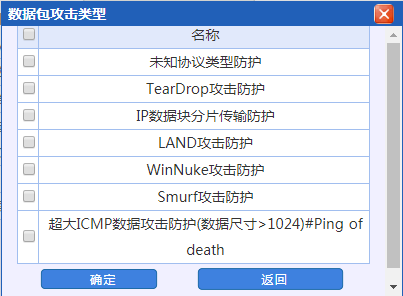 数据包攻击类型
名称
未知协议类型防护
TearDrop攻击防护
IP数据块分片传输防护
LAND攻击防护
WinNuke攻击防护
Smurf攻击防护
超大ICMP数据攻击防护(数据尺寸>1024)#Ping of
death
确定 返回